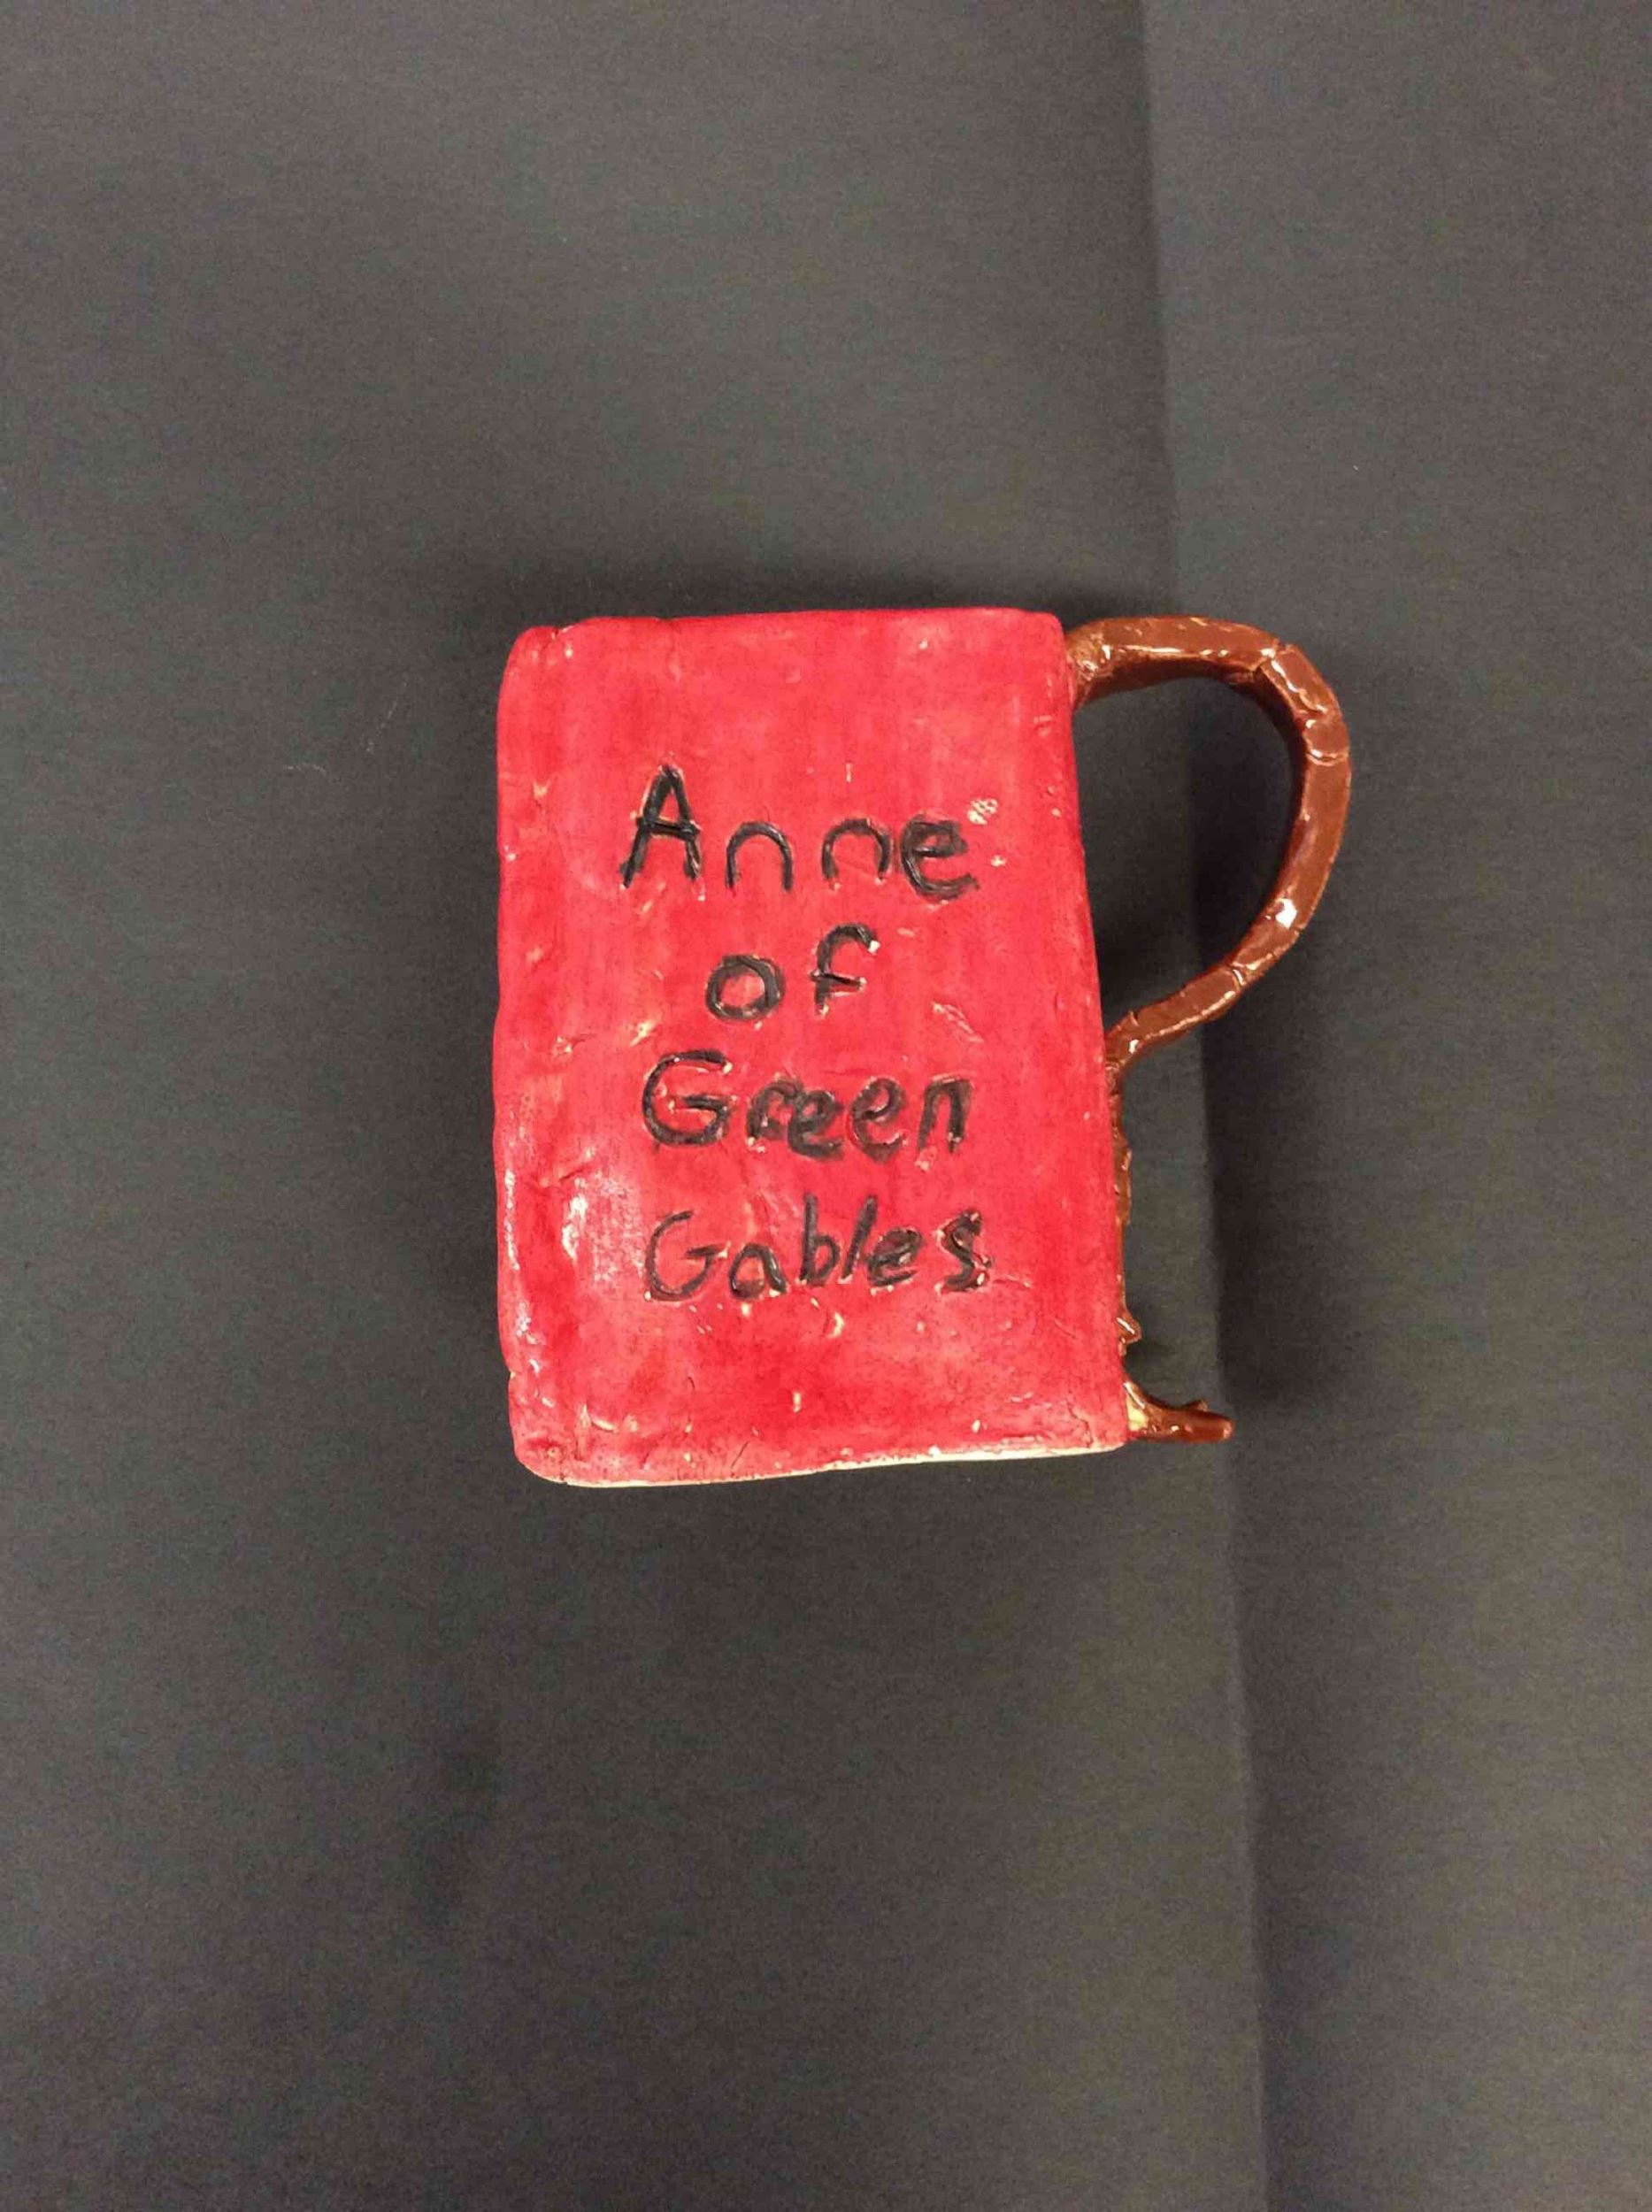 Anne
of
Green
Gables